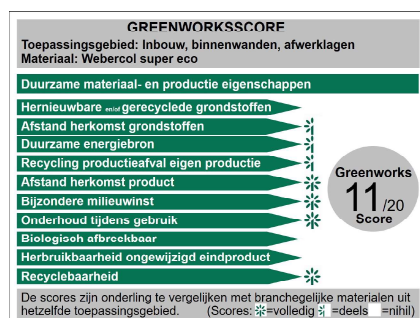 GREENWORKSSCORE
Toepassingsgebied: Inbouw, binnenwanden, afwerklagen
Materiaal: Webercol super eco
Duurzame materiaal- en productie eigenschappen
Hernieuwbare en/of gerecyclede grondstoffen
Afstand herkomst grondstoffen
Duurzame energiebron
Recycling productieafval eigen productie
Afstand herkomst product
Bijzondere milieuwinst
Onderhoud tijdens gebruik
Biologisch afbreekbaar
Herbruikbaarheid ongewijzigd eindproduct
Recyclebaarheid
Greenworks
11/20
Score
De scores zijn onderling te vergelijken met branchegelijke materialen uit
hetzelfde toepassingsgebied. (Scores: =volledig =deels =nihil)